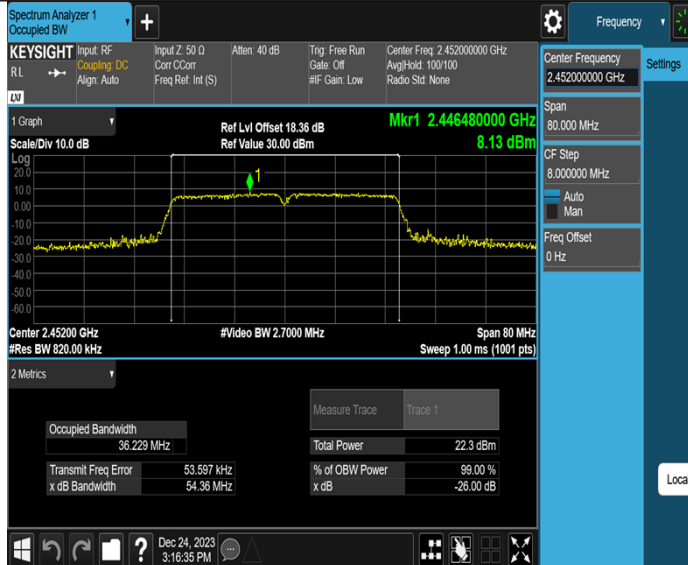 Spectrum Analyzer 1
Occupied BW
+
Frequency
KEYSIGHT
RL
LXI
Input: RF
Coupling: DC
Align: Auto
Input Z: 50 Ω
Corr CCorr
Freq Ref: Int (S)
Atten: 40 dB
Trig: Free Run
Gate: Off
#IF Gain: Low
Center Freq: 2.452000000 GHz
Avg|Hold: 100/100
Radio Std: None
Center Frequency
2.452000000 GHz
Settings
Span
80.000 MHz
CF Step
8.000000 MHz
Auto
Man
Freq Offset
0 Hz
Local
1 Graph
Scale/Div 10.0 dB
Ref Lvl Offset 18.36 dB
Ref Value 30.00 dBm
Mkr1 2.446480000 GHz
8.13 dBm
Log
20.0
10.0
0.00
-10.0
-20.0
-30.0
-40.0
-50.0
-60.0
1
Center 2.45200 GHz
#Res BW 820.00 kHz
#Video BW 2.7000 MHz
Span 80 MHz
Sweep 1.00 ms (1001 pts)
2 Metrics
Measure Trace
Trace 1
Occupied Bandwidth
36.229 MHz
Total Power
22.3 dBm
Transmit Freq Error
53.597 kHz
% of OBW Power
99.00 %
x dB Bandwidth
54.36 MHz
x dB
-26.00 dB
?
Dec 24, 2023
3:16:35 PM